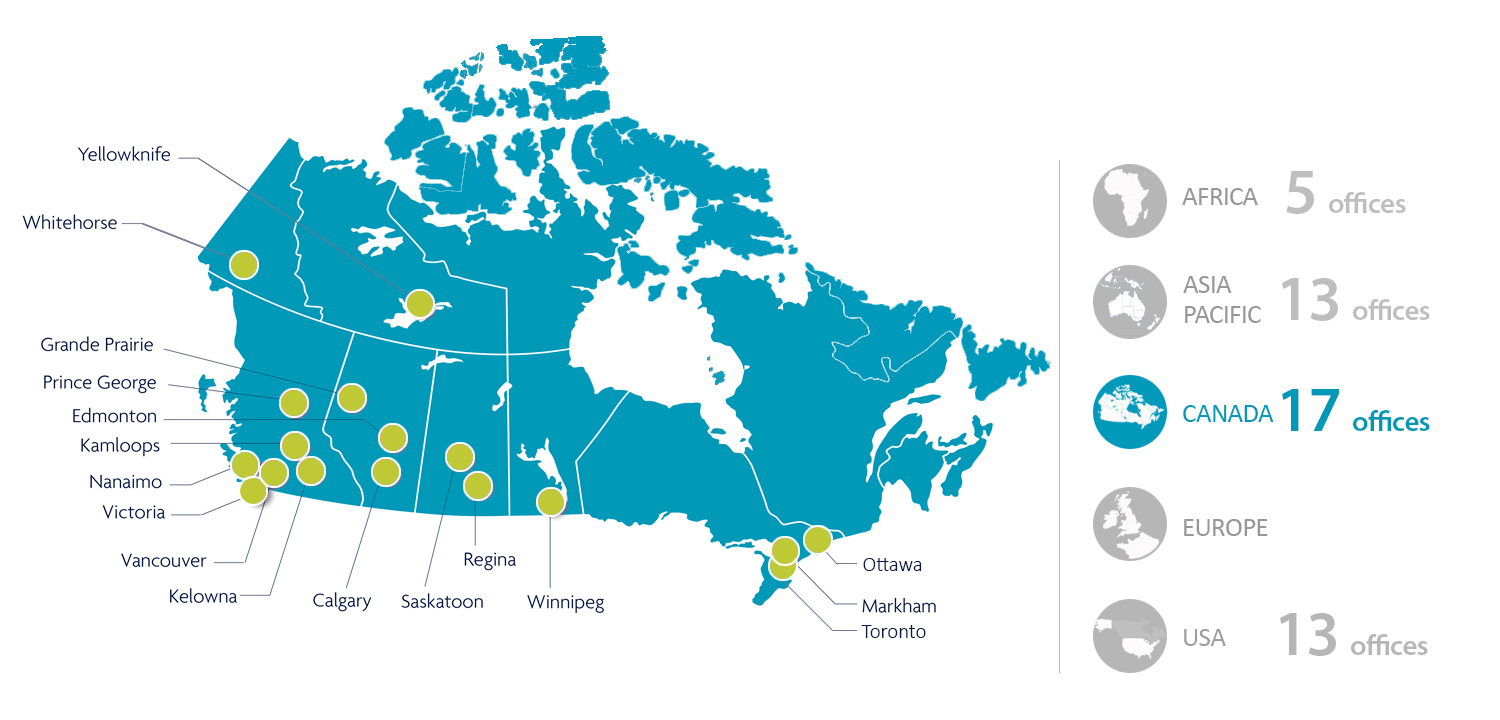 Yellowknife
Whitehorse
Grande Prairie
Prince George
Edmonton
Kamloops
Nanaimo
Victoria
Vancouver
Kelowna
Calgary
Saskatoon
Regina
Winnipeg
Ottawa
Markham
Toronto
AFRICA 5 offices
ASIA
PACIFIC 13 offices
CANADA 17 offices
EUROPE
USA 13 offices